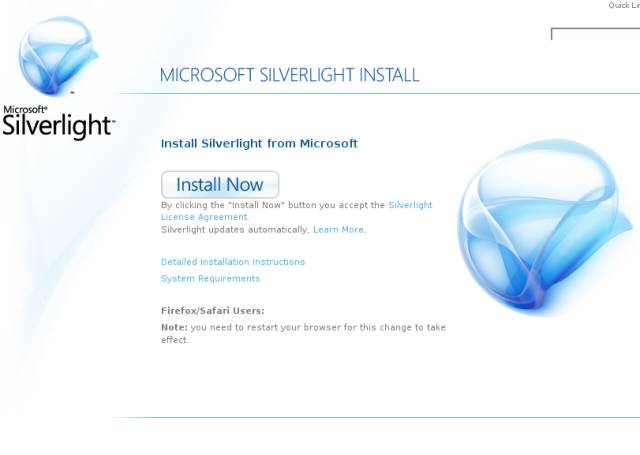 Quick Li
MICROSOFT SILVERLIGHT INSTALL
Microsoft®
Silverlight™
Install Silverlight from Microsoft
Install Now
By clicking the "Install Now" button you accept the Silverlight
License Agreement.
Silverlight updates automatically, Learn More.
Detailed Installation Instructions
System Requirements
Firefox/Safari Users:
Note: you need to restart your browser for this change to take
effect.